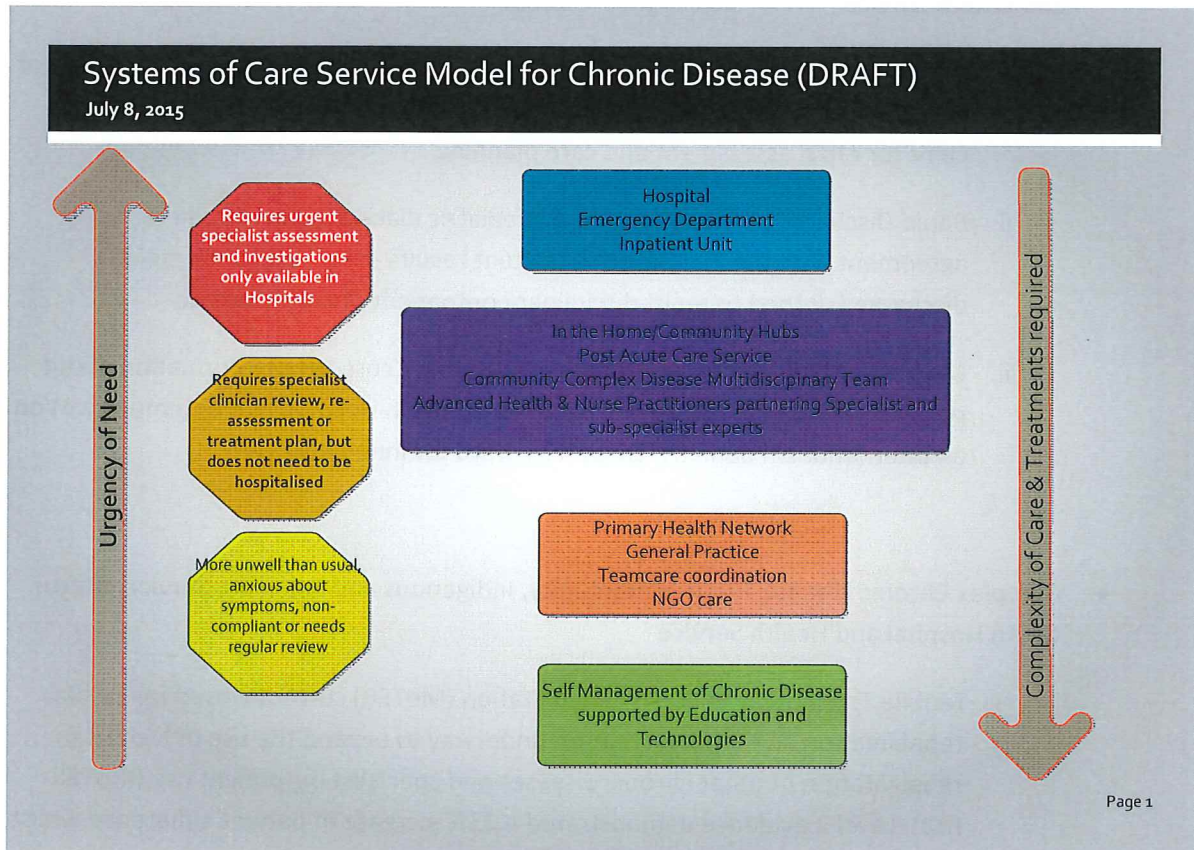 Systems of Care Service Model for Chronic Disease (DRAFT)
July 8, 2015
Urgency of Need
Requires urgent
specialist assessment
and investigations
only available in
Hospitals
Requires specialist
clinician review, re-
assessment or
treatment plan, but
does not need to be
hospitalised
More unwell than usual,
anxious about
symptoms, non-
compliant or needs
regular review
Hospital
Emergency Department
Inpatient Unit
In the Home/Community Hubs
Post Acute Care Service
Community Complex Disease Multidiscipinary Team
Advanced Health & Nurse Practitioners partnering Specialist and
sub-specialist experts
Primary Health Network
General Practice
Teamcare coordination
NGO care
Self Management of Chronic Disease
supported by Education and
Technologies
Complexity of Care & Treatments required
Page 1